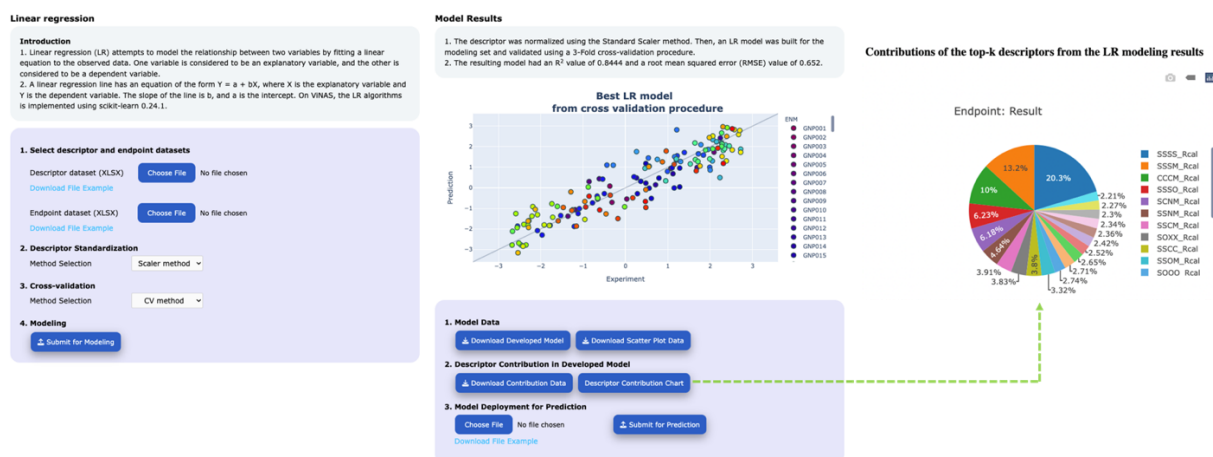 Linear regression
Introduction
1. Linear regression (LR) attempts to model the relationship between two variables by fitting a linear
equation to the observed data. One variable is considered to be an explanatory variable, and the other is
considered to be a dependent variable.
2. A linear regression line has an equation of the form Y = a + bX, where X is the explanatory variable and
Y is the dependent variable. The slope of the line is b, and a is the intercept. On ViNAS, the LR algorithms
is implemented using scikit-learn 0.24.1.
1. Select descriptor and endpoint datasets
Descriptor dataset (XLSX) Choose File No file chosen
Download File Example
Endpoint dataset (XLSX) Choose File No file chosen
Download File Example
2. Descriptor Standardization
Method Selection Scaler method
3. Cross-validation
Method Selection CV method
4. Modeling
Submit for Modeling
Model Results
1. The descriptor was normalized using the Standard Scaler method. Then, an LR model was built for the
modeling set and validated using a 3-Fold cross-validation procedure.
2. The resulting model had an R² value of 0.8444 and a root mean squared error (RMSE) value of 0.652.
Best LR model
from cross validation procedure
Prediction
3
2
1
0
−1
−2
−3
−3 −2 −1 0 1 2 3
Experiment
ENM
GNP001
GNP002
GNP003
GNP004
GNP005
GNP006
GNP007
GNP008
GNP009
GNP010
GNP011
GNP012
GNP013
GNP014
GNP015
1. Model Data
Download Developed Model Download Scatter Plot Data
2. Descriptor Contribution in Developed Model
Download Contribution Data Descriptor Contribution Chart
3. Model Deployment for Prediction
Choose File No file chosen Submit for Prediction
Download File Example
Contributions of the top-k descriptors from the LR modeling results
Endpoint: Result
20.3%
13.2%
10%
6.23%
6.18%
4.64%
3.91%
3.83%
3.8%
3.32%
2.74%
2.71%
2.65%
2.52%
2.42%
2.36%
2.34%
2.3%
2.27%
2.21%
SSSS_Rcal
SSSM_Rcal
CCCM_Rcal
SSSO_Rcal
SCNM_Rcal
SSNM_Rcal
SSCM_Rcal
SOXX_Rcal
SSCC_Rcal
SSOM_Rcal
SOOO_Rcal